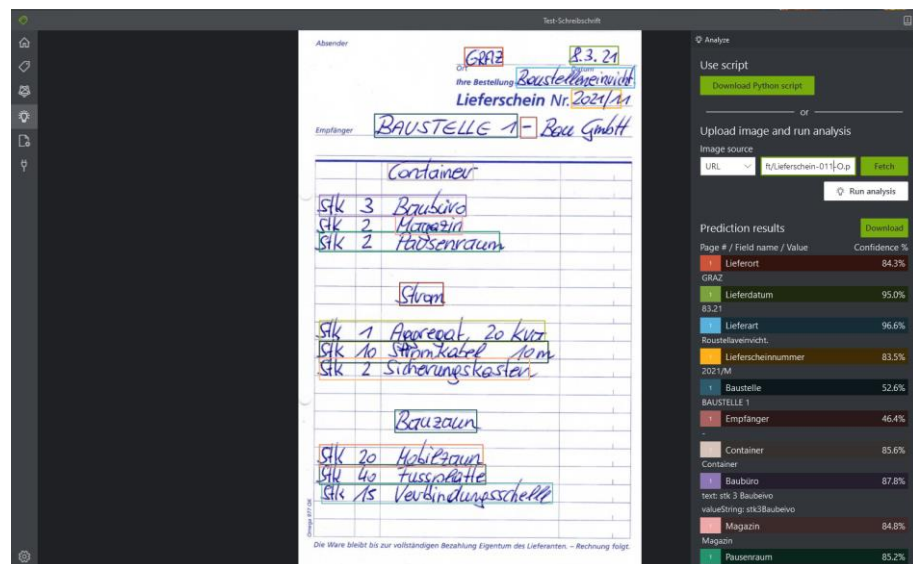 Test-Schreibschrift
Absender
GRAZ 8.3.21
Ort Datum
Ihre Bestellung Baustelleneinricht.
Lieferschein Nr. 2021/11
Empfänger BAUSTELLE 1 - Bau GmbH
Container
Stk 3 Baubüro
Stk 2 Magazin
Stk 2 Pausenraum
Strom
Stk 1 Aggregat, 20 kVA
Stk 10 Stromkabel 10m
Stk 2 Sicherungskasten
Bauzaun
Stk 20 Mobilzaun
Stk 40 Fussplatte
Stk 15 Verbindungsschelle
Die Ware bleibt bis zur vollständigen Bezahlung Eigentum des Lieferanten. – Rechnung folgt.
Analyze
Use script
Download Python script
or
Upload image and run analysis
Image source
URL ft/Lieferschein-011-O.p Fetch
Run analysis
Prediction results Download
Page # / Field name / Value Confidence %
1 Lieferort 84.3%
GRAZ
1 Lieferdatum 95.0%
83.21
1 Lieferart 96.6%
Roustellaveinvicht.
1 Lieferscheinnummer 83.5%
2021/M
1 Baustelle 52.6%
BAUSTELLE 1
1 Empfänger 46.4%
-
1 Container 85.6%
Container
1 Baubüro 87.8%
text: stk 3 Baubeivo
valueString: stk3Baubeivo
1 Magazin 84.8%
Magazin
1 Pausenraum 85.2%